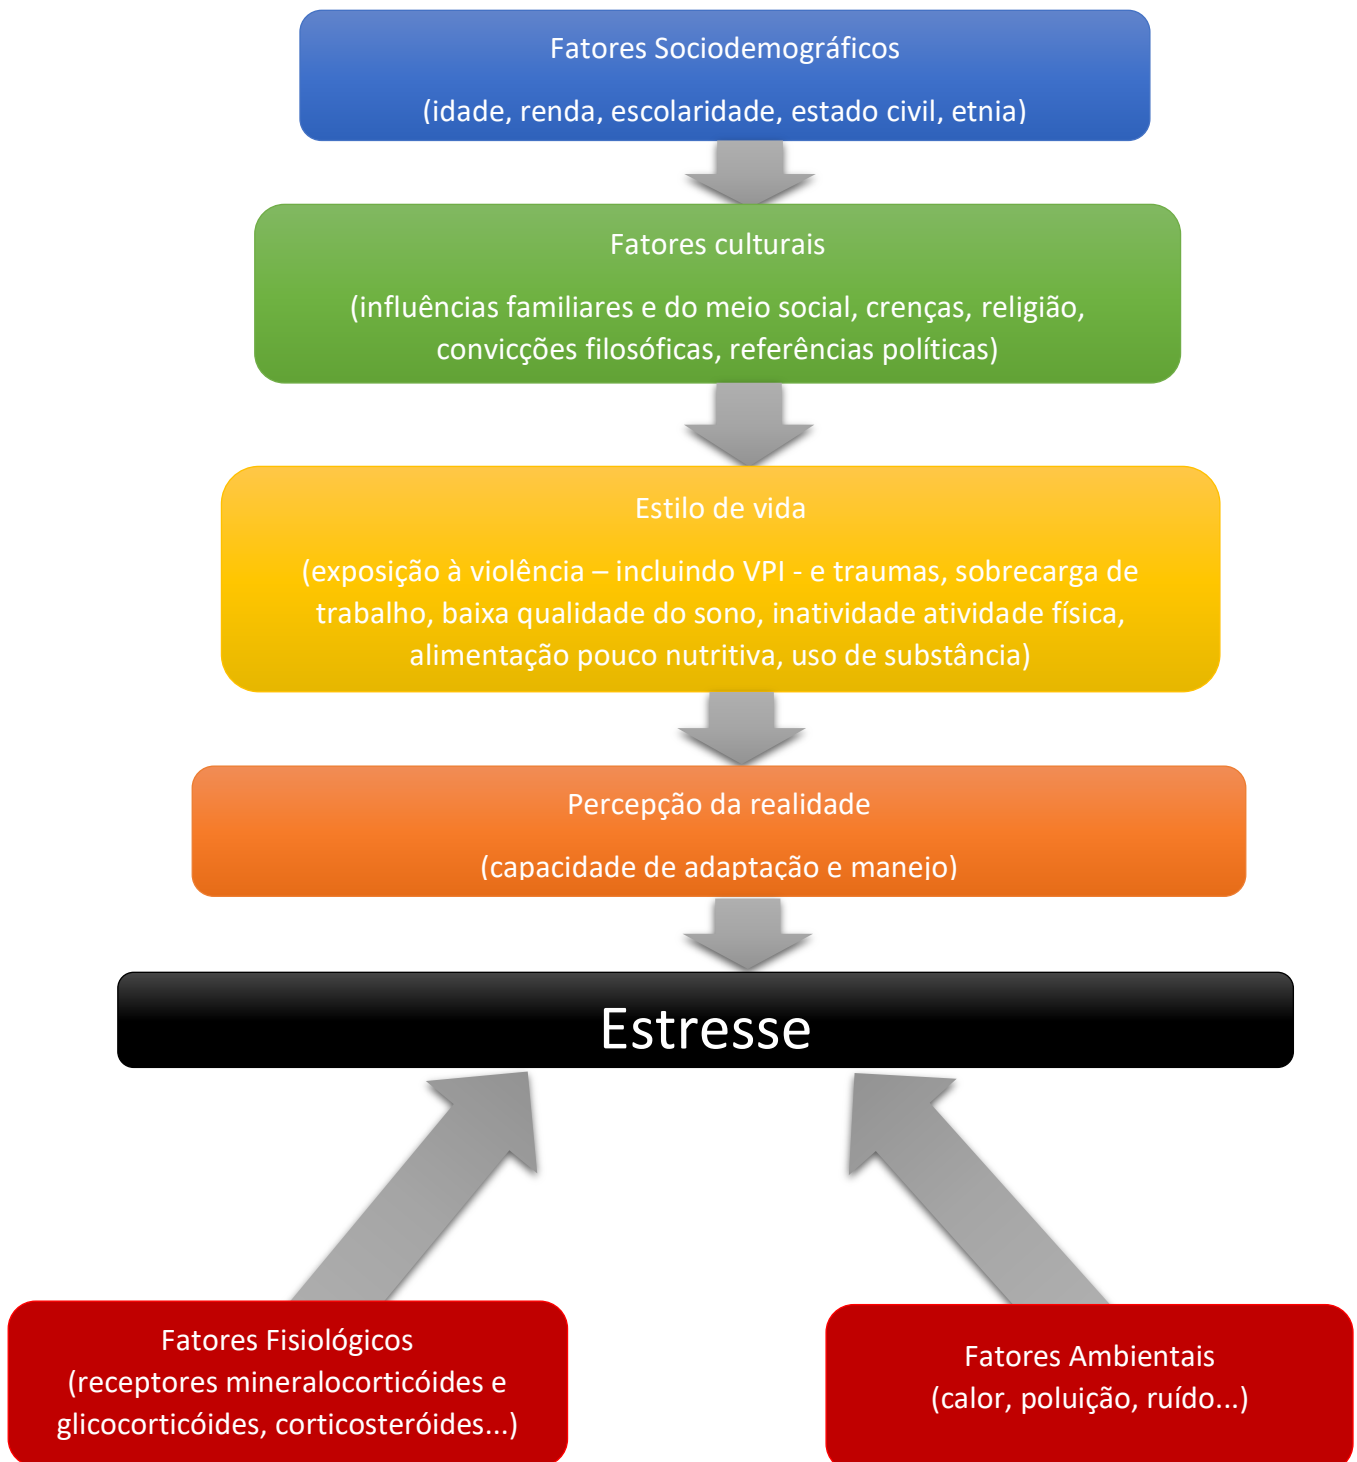 Fatores Sociodemográficos
(idade, renda, escolaridade, estado civil, etnia)
Fatores culturais
(influências familiares e do meio social, crenças, religião,
convicções filosóficas, referências políticas)
Estilo de vida
(exposição à violência – incluindo VPI - e traumas, sobrecarga de
trabalho, baixa qualidade do sono, inatividade atividade física,
alimentação pouco nutritiva, uso de substância)
Percepção da realidade
(capacidade de adaptação e manejo)
Estresse
Fatores Fisiológicos
(receptores mineralocorticóides e
glicocorticóides, corticosteróides...)
Fatores Ambientais
(calor, poluição, ruído...)